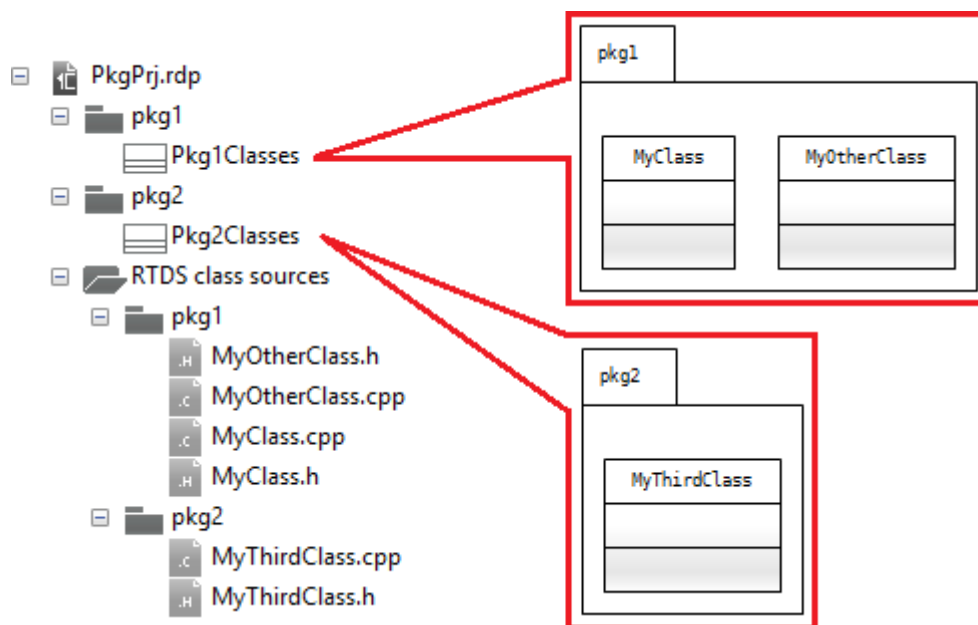 PkgPrj.rdp
pkg1
Pkg1Classes
pkg2
Pkg2Classes
RTDS class sources
pkg1
.H MyOtherClass.h
.c MyOtherClass.cpp
.c MyClass.cpp
.H MyClass.h
pkg2
.c MyThirdClass.cpp
.H MyThirdClass.h
pkg1
MyClass MyOtherClass
pkg2
MyThirdClass